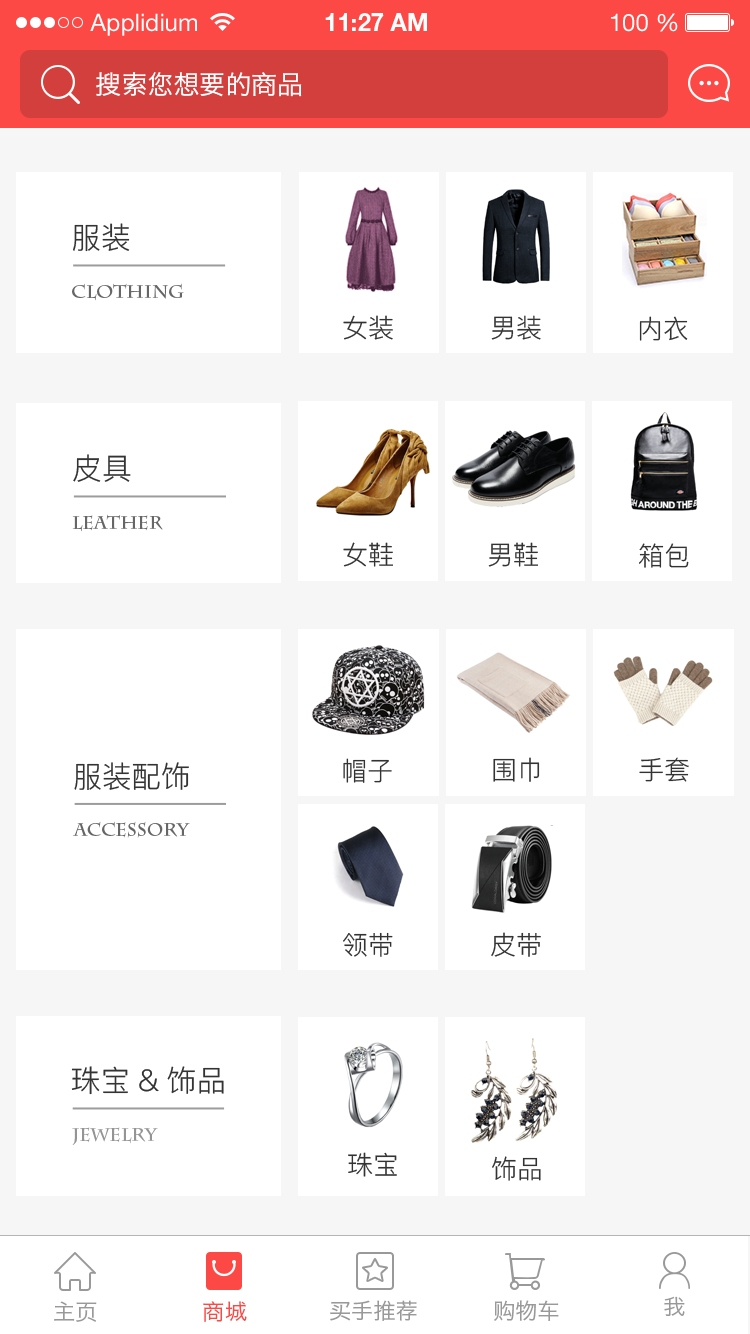 Applidium 11:27 AM 100 %
搜索您想要的商品
服装
CLOTHING
女装 男装 内衣
皮具
LEATHER
AROUND THE
女鞋 男鞋 箱包
服装配饰
ACCESSORY
帽子 围巾 手套
领带 皮带
珠宝 & 饰品
JEWELRY
珠宝 饰品
主页 商城 买手推荐 购物车 我